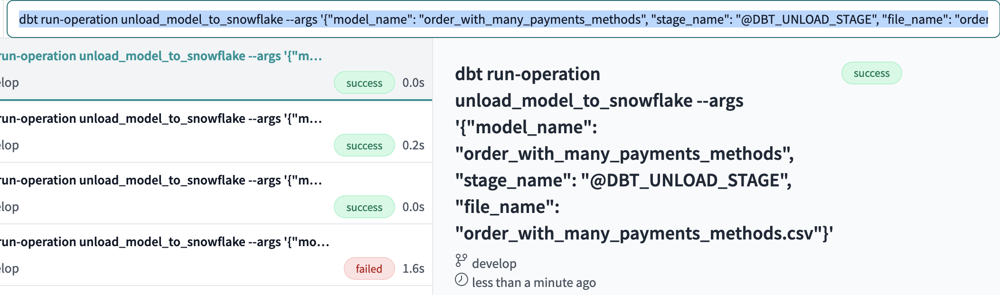 dbt run-operation unload_model_to_snowflake --args '{"model_name": "order_with_many_payments_methods", "stage_name": "@DBT_UNLOAD_STAGE", "file_name": "order
run-operation unload_model_to_snowflake --args '{"m...
elop success 0.0s
run-operation unload_model_to_snowflake --args '{"m...
elop success 0.2s
run-operation unload_model_to_snowflake --args '{"m...
elop success 0.0s
run-operation unload_model_to_snowflake --args '{"mo...
elop failed 1.6s
dbt run-operation
unload_model_to_snowflake --args
'{"model_name":
"order_with_many_payments_methods",
"stage_name": "@DBT_UNLOAD_STAGE",
"file_name":
"order_with_many_payments_methods.csv"}'
success
develop
less than a minute ago